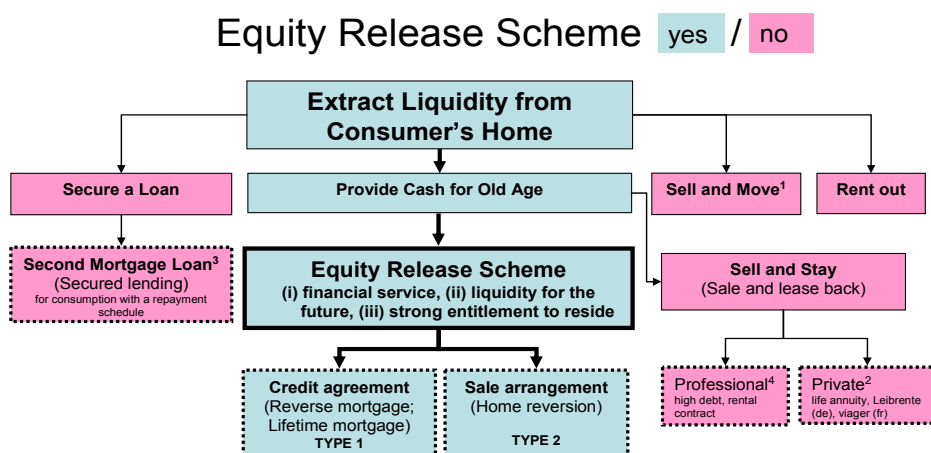 Equity Release Scheme yes / no
Extract Liquidity from
Consumer's Home
Secure a Loan
Provide Cash for Old Age
Sell and Move¹
Rent out
Second Mortgage Loan³
(Secured lending)
for consumption with a repayment
schedule
Equity Release Scheme
(i) financial service, (ii) liquidity for the
future, (iii) strong entitlement to reside
Sell and Stay
(Sale and lease back)
Credit agreement
(Reverse mortgage;
Lifetime mortgage)
TYPE 1
Sale arrangement
(Home reversion)
TYPE 2
Professional⁴
high debt, rental
contract
Private²
life annuity, Leibrente
(de), viager (fr)